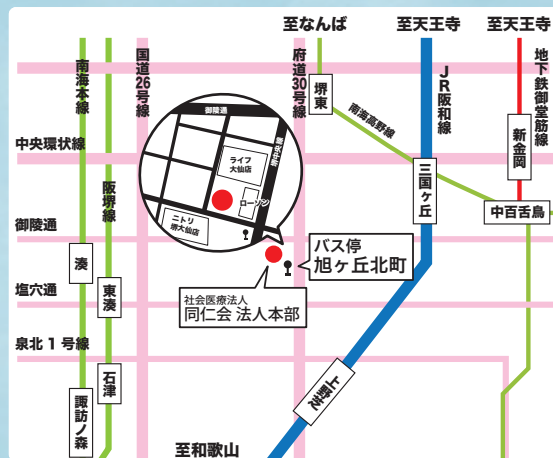 至なんば
至天王寺
至天王寺
南海本線
国道26号線
府道30号線
JR阪和線
地下鉄御堂筋線
堺東
南海高野線
新金岡
中央環状線
阪堺線
三国ヶ丘
中百舌鳥
御陵通
ライフ
大仙店
ローソン
ニトリ
堺大仙店
御陵通
湊
バス停
旭ヶ丘北町
塩穴通
東湊
社会医療法人
同仁会 法人本部
泉北1号線
石津
上野芝
諏訪ノ森
至和歌山